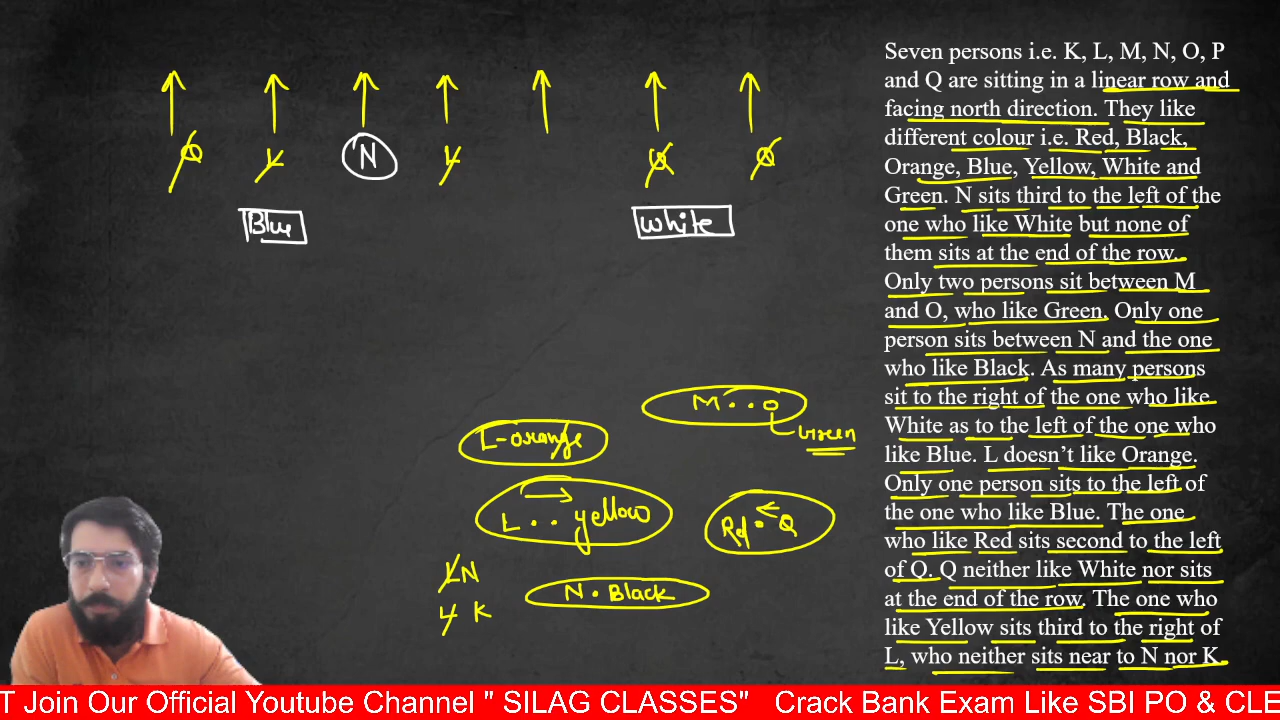 Seven persons i.e. K, L, M, N, O, P
and Q are sitting in a linear row and
facing north direction. They like
different colour i.e. Red, Black,
Orange, Blue, Yellow, White and
Green. N sits third to the left of the
one who like White but none of
them sits at the end of the row.
Only two persons sit between M
and O, who like Green. Only one
person sits between N and the one
who like Black. As many persons
sit to the right of the one who like
White as to the left of the one who
like Blue. L doesn't like Orange.
Only one person sits to the left of
the one who like Blue. The one
who like Red sits second to the left
of Q. Q neither like White nor sits
at the end of the row. The one who
like Yellow sits third to the right of
L, who neither sits near to N nor K.
N
Blue
White
M . . O
Green
L-orange
L . . yellow
Red . Q
L N
L K
N . Black
T Join Our Official Youtube Channel " SILAG CLASSES" Crack Bank Exam Like SBI PO & CLE